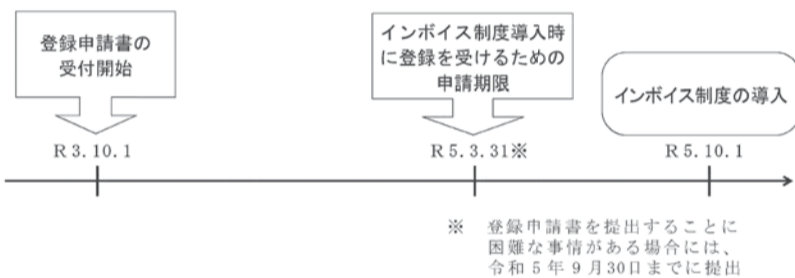 登録申請書の
受付開始
インボイス制度導入時
に登録を受けるための
申請期限
インボイス制度の導入
R3.10.1
R5.3.31※
R5.10.1
※ 登録申請書を提出することに
困難な事情がある場合には、
令和5年9月30日までに提出